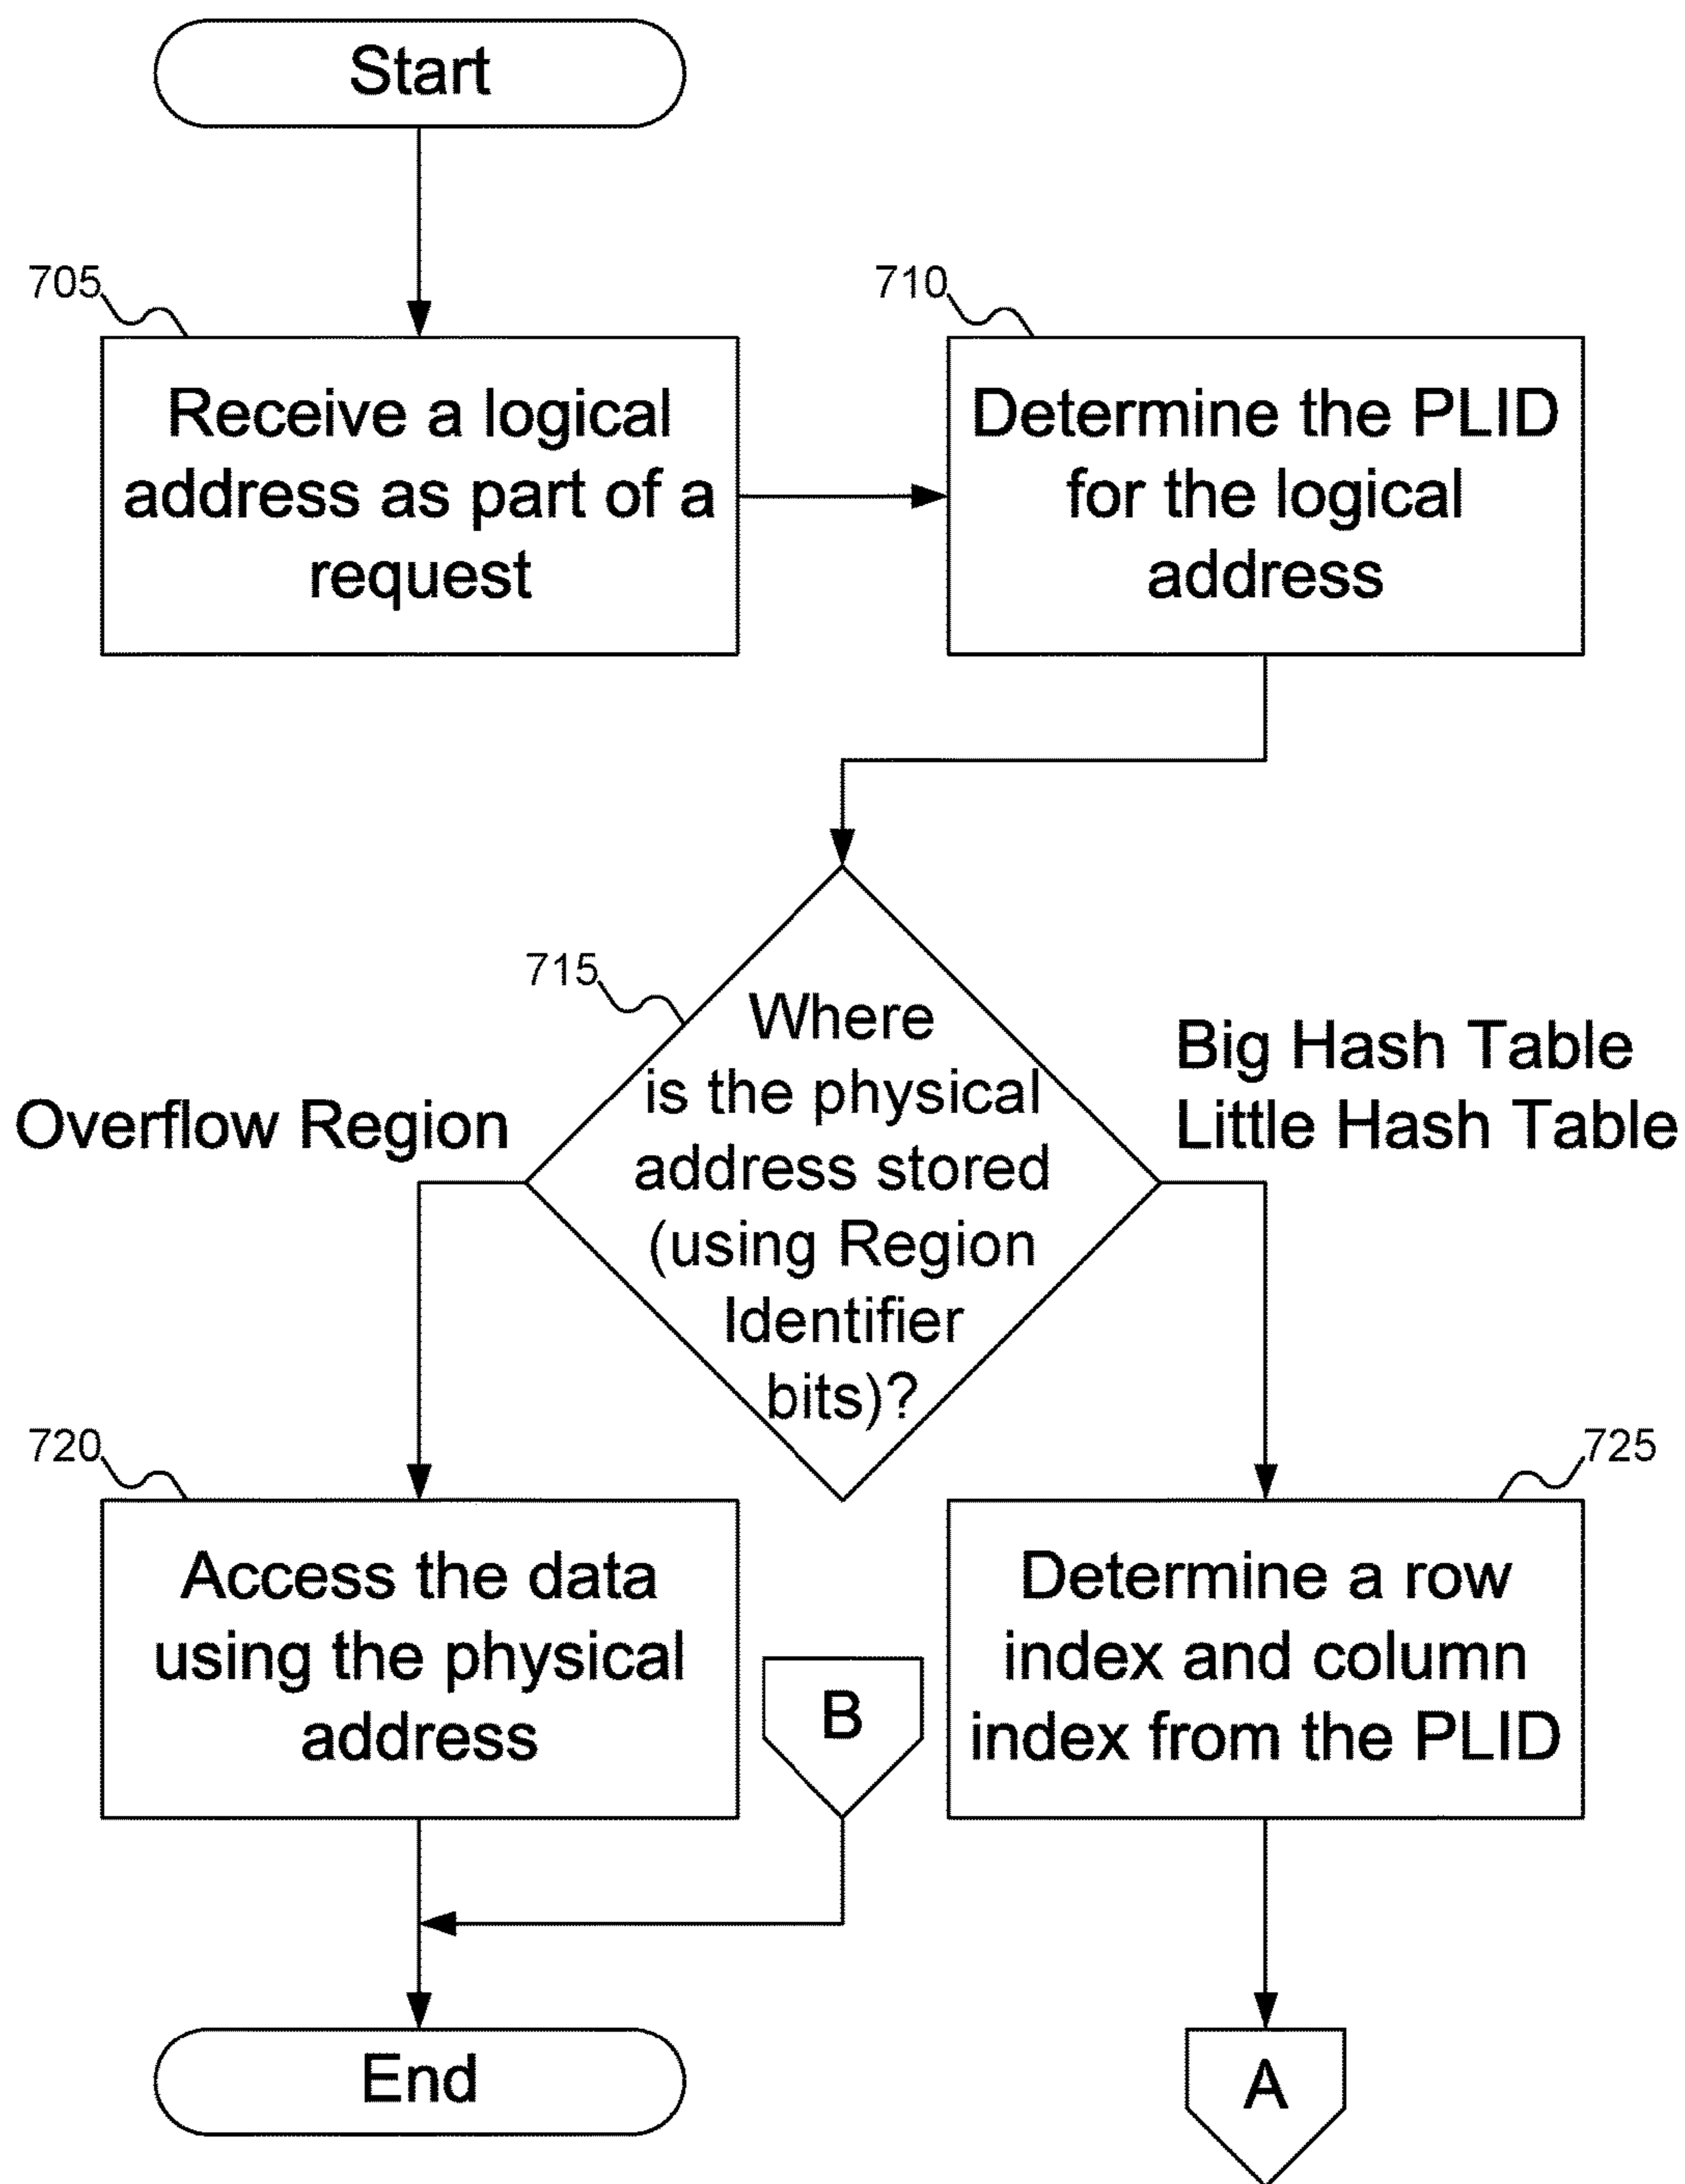 Start
705
Receive a logical
address as part of a
request
710
Determine the PLID
for the logical
address
715
Where
is the physical
address stored
(using Region
Identifier
bits)?
Overflow Region
Big Hash Table
Little Hash Table
720
Access the data
using the physical
address
B
725
Determine a row
index and column
index from the PLID
End
A